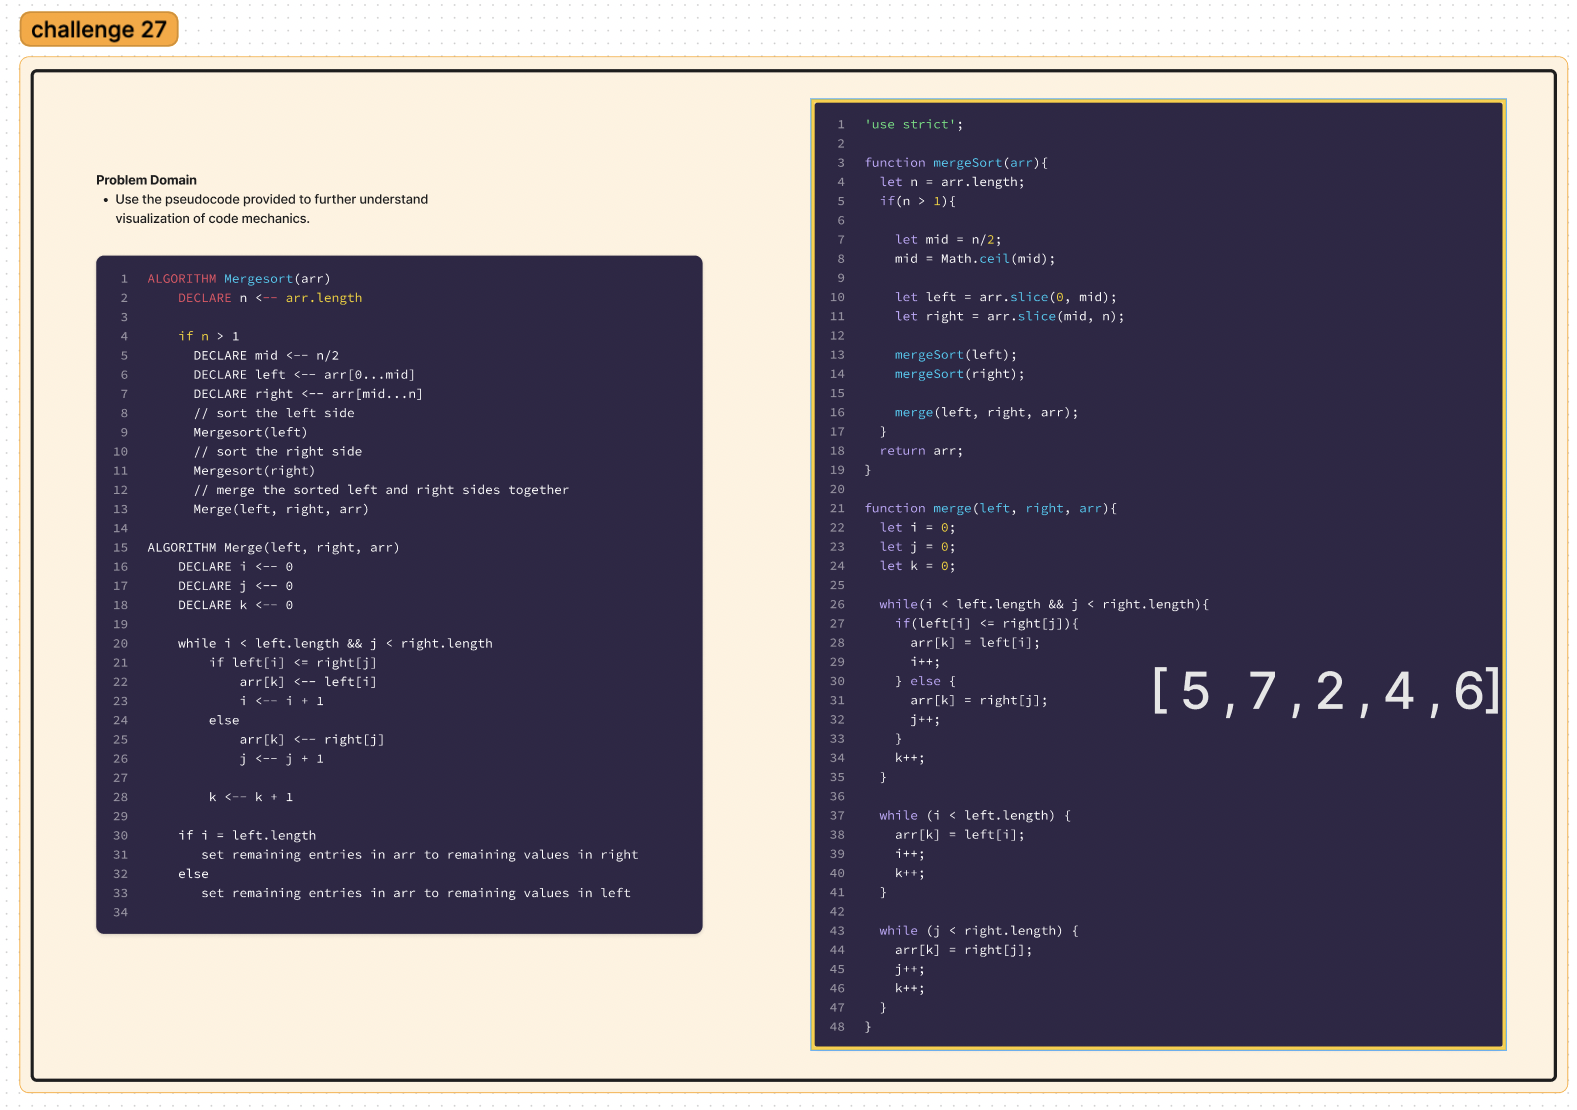 challenge 27
Problem Domain
• Use the pseudocode provided to further understand
visualization of code mechanics.
1 ALGORITHM Mergesort(arr)
2     DECLARE n <-- arr.length
3
4     if n > 1
5       DECLARE mid <-- n/2
6       DECLARE left <-- arr[0...mid]
7       DECLARE right <-- arr[mid...n]
8       // sort the left side
9       Mergesort(left)
10       // sort the right side
11       Mergesort(right)
12       // merge the sorted left and right sides together
13       Merge(left, right, arr)
14
15 ALGORITHM Merge(left, right, arr)
16     DECLARE i <-- 0
17     DECLARE j <-- 0
18     DECLARE k <-- 0
19
20     while i < left.length && j < right.length
21         if left[i] <= right[j]
22             arr[k] <-- left[i]
23             i <-- i + 1
24         else
25             arr[k] <-- right[j]
26             j <-- j + 1
27
28         k <-- k + 1
29
30     if i = left.length
31        set remaining entries in arr to remaining values in right
32     else
33        set remaining entries in arr to remaining values in left
34
1 'use strict';
2
3 function mergeSort(arr){
4   let n = arr.length;
5   if(n > 1){
6
7     let mid = n/2;
8     mid = Math.ceil(mid);
9
10     let left = arr.slice(0, mid);
11     let right = arr.slice(mid, n);
12
13     mergeSort(left);
14     mergeSort(right);
15
16     merge(left, right, arr);
17   }
18   return arr;
19 }
20
21 function merge(left, right, arr){
22   let i = 0;
23   let j = 0;
24   let k = 0;
25
26   while(i < left.length && j < right.length){
27     if(left[i] <= right[j]){
28       arr[k] = left[i];
29       i++;
30     } else {
31       arr[k] = right[j];
32       j++;
33     }
34     k++;
35   }
36
37   while (i < left.length) {
38     arr[k] = left[i];
39     i++;
40     k++;
41   }
42
43   while (j < right.length) {
44     arr[k] = right[j];
45     j++;
46     k++;
47   }
48 }
[ 5 , 7 , 2 , 4 , 6]